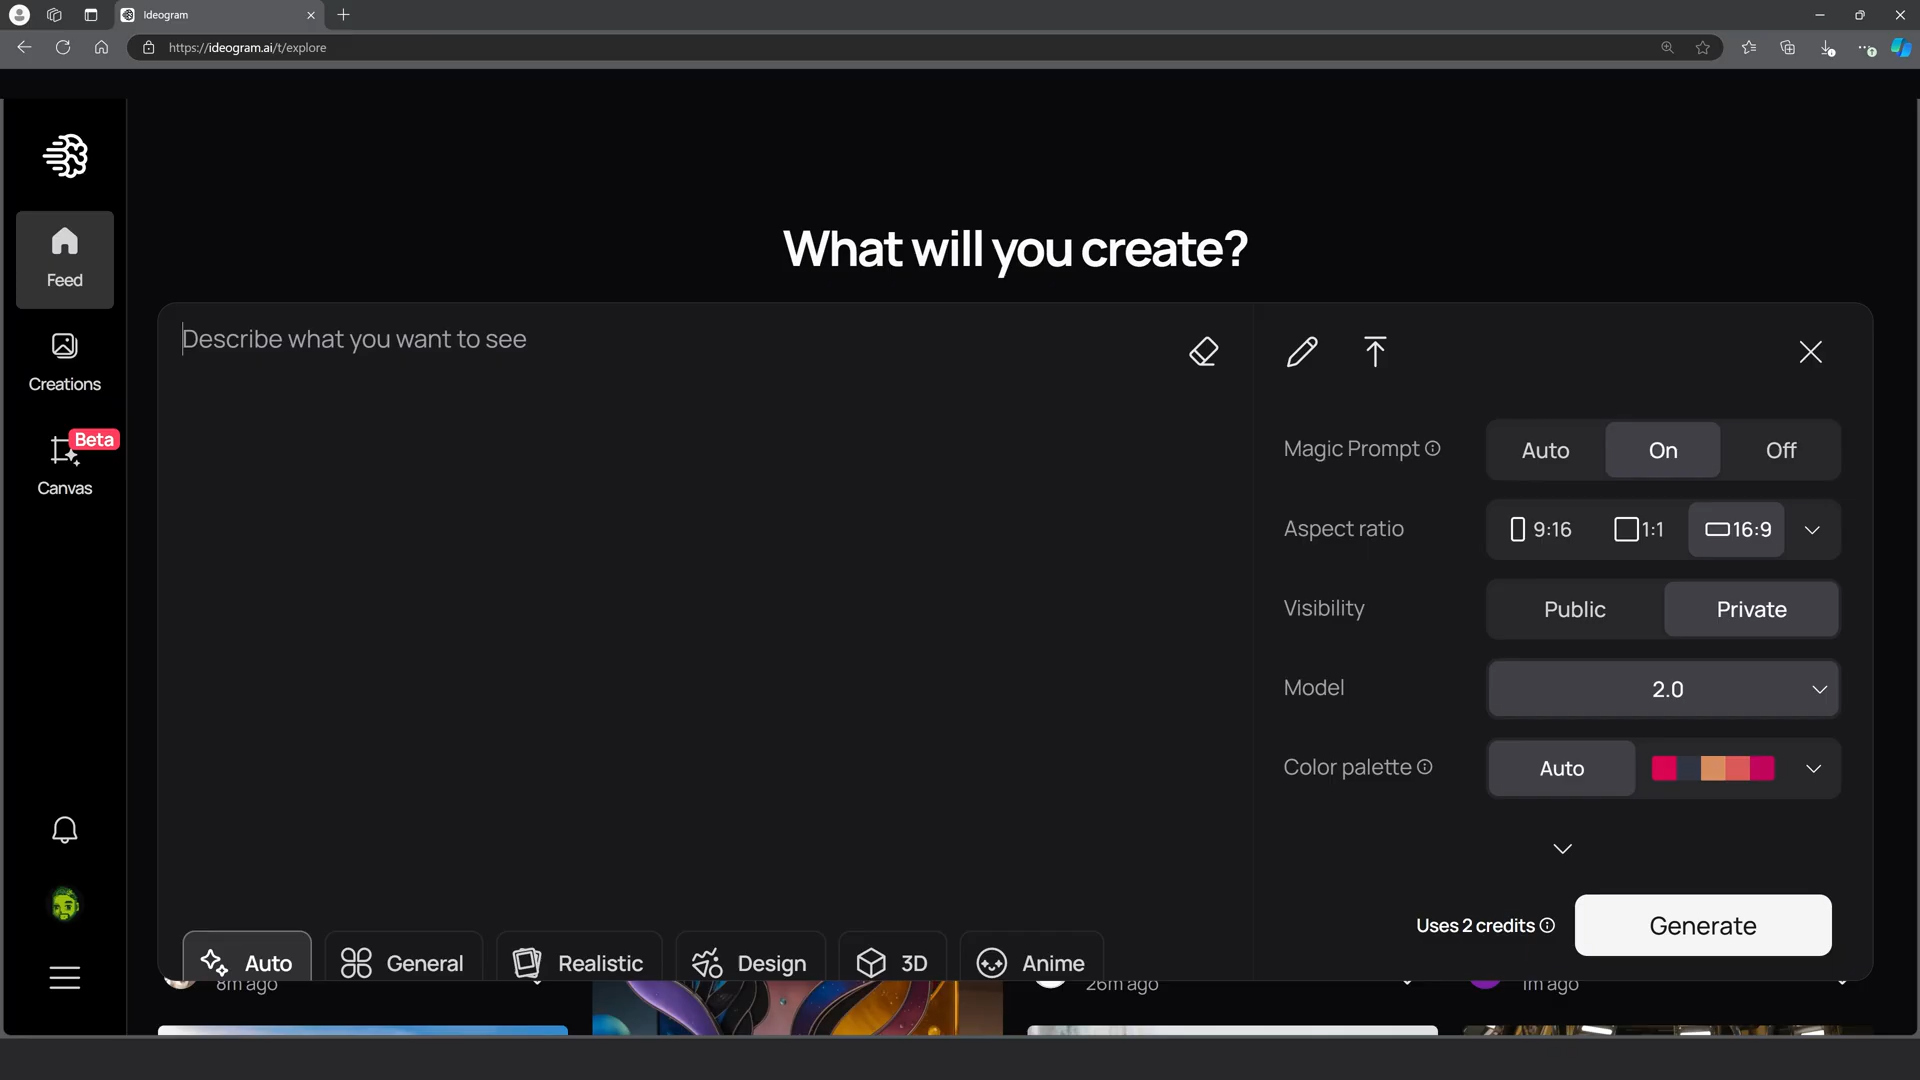 Ideogram
https://ideogram.ai/t/explore
What will you create?
Feed
Creations
Beta
Canvas
Describe what you want to see
Magic Prompt
Auto On Off
Aspect ratio
9:16 1:1 16:9
Visibility
Public Private
Model
2.0
Color palette
Auto
Uses 2 credits
Generate
Auto General Realistic Design 3D Anime
8m ago
26m ago
1m ago